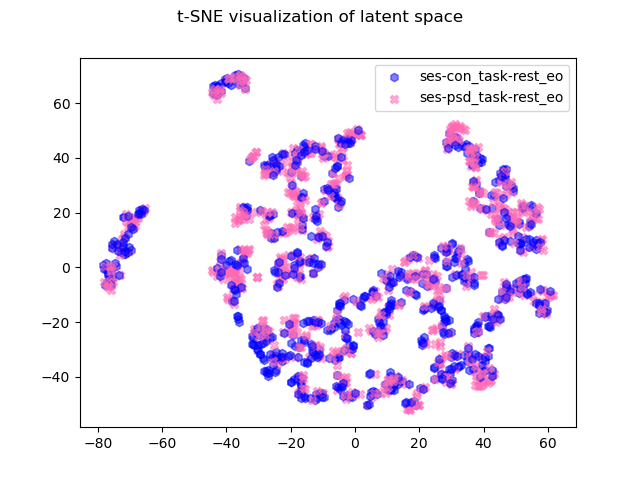 t-SNE visualization of latent space
ses-con_task-rest_eo
ses-psd_task-rest_eo
60
40
20
0
−20
−40
−80 −60 −40 −20 0 20 40 60